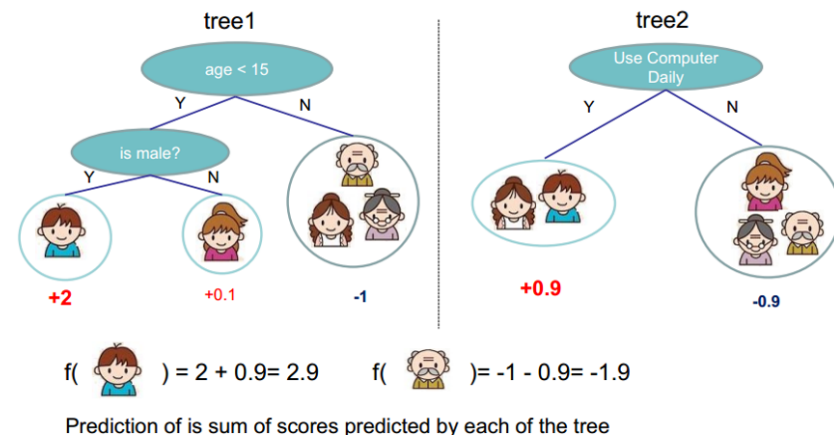 tree1
tree2
age < 15
Use Computer
Daily
Y
N
Y
N
is male?
Y
N
+2
+0.1
-1
+0.9
-0.9
f( ) = 2 + 0.9= 2.9
f( )= -1 - 0.9= -1.9
Prediction of is sum of scores predicted by each of the tree